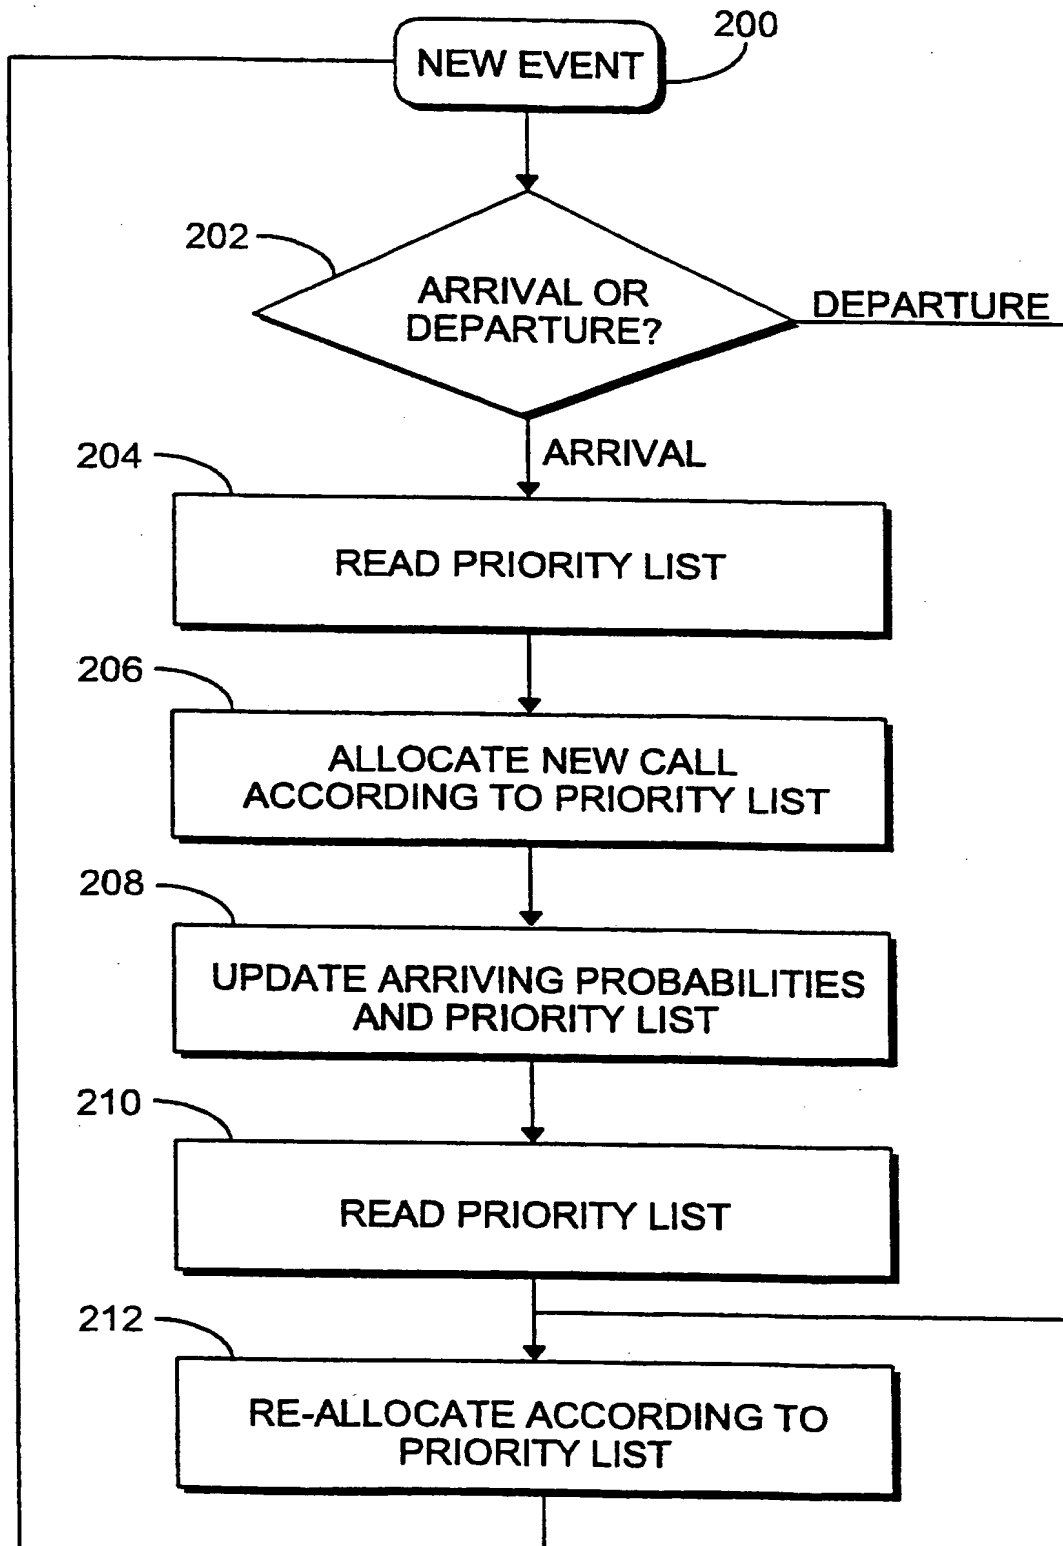 200
NEW EVENT
202
ARRIVAL OR
DEPARTURE?
DEPARTURE
ARRIVAL
204
READ PRIORITY LIST
206
ALLOCATE NEW CALL
ACCORDING TO PRIORITY LIST
208
UPDATE ARRIVING PROBABILITIES
AND PRIORITY LIST
210
READ PRIORITY LIST
212
RE-ALLOCATE ACCORDING TO
PRIORITY LIST